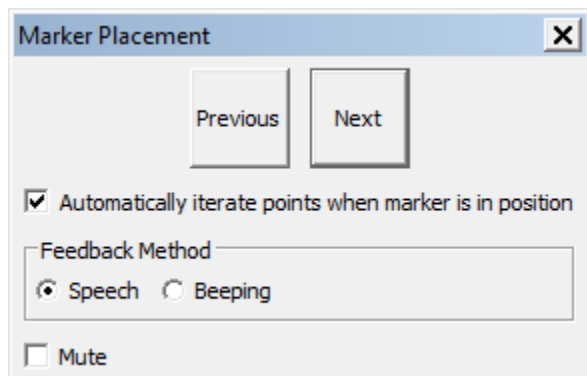 Marker Placement
Previous Next
Automatically iterate points when marker is in position
Feedback Method
Speech Beeping
Mute